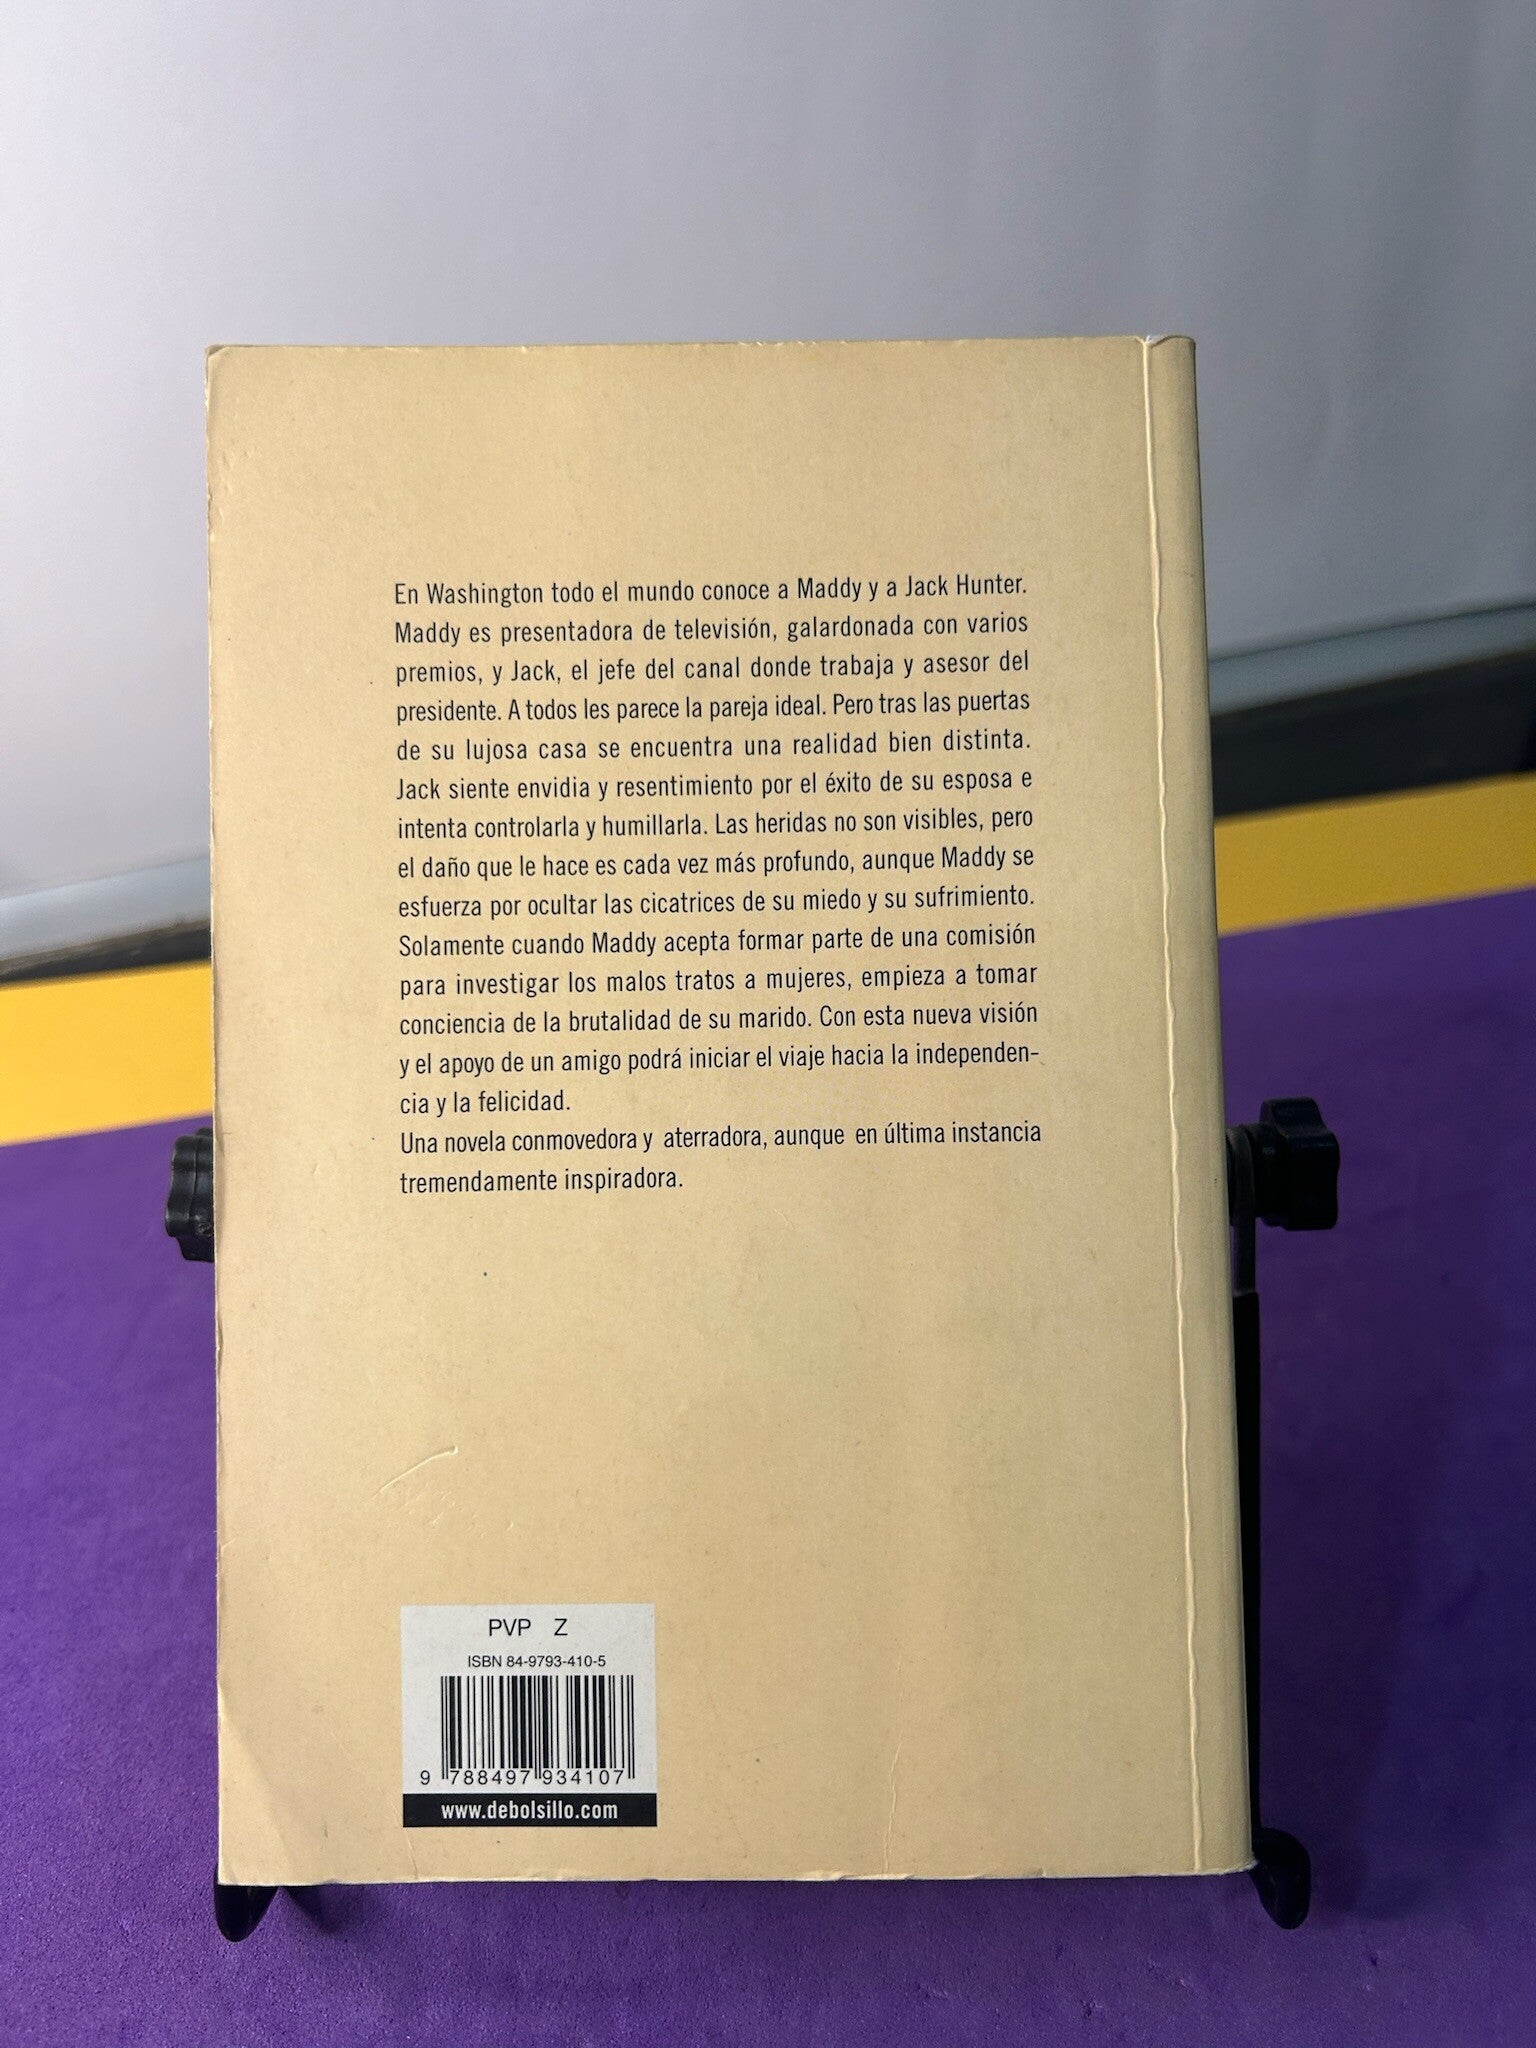 En Washington todo el mundo conoce a Maddy y a Jack Hunter.
Maddy es presentadora de televisión, galardonada con varios
premios, y Jack, el jefe del canal donde trabaja y asesor del
presidente. A todos les parece la pareja ideal. Pero tras las puertas
de su lujosa casa se encuentra una realidad bien distinta.
Jack siente envidia y resentimiento por el éxito de su esposa e
intenta controlarla y humillarla. Las heridas no son visibles, pero
el daño que le hace es cada vez más profundo, aunque Maddy se
esfuerza por ocultar las cicatrices de su miedo y su sufrimiento.
Solamente cuando Maddy acepta formar parte de una comisión
para investigar los malos tratos a mujeres, empieza a tomar
conciencia de la brutalidad de su marido. Con esta nueva visión
y el apoyo de un amigo podrá iniciar el viaje hacia la independen-
cia y la felicidad.
Una novela conmovedora y aterradora, aunque en última instancia
tremendamente inspiradora.
PVP Z
ISBN 84-9793-410-5
9 788497 934107
www.debolsillo.com